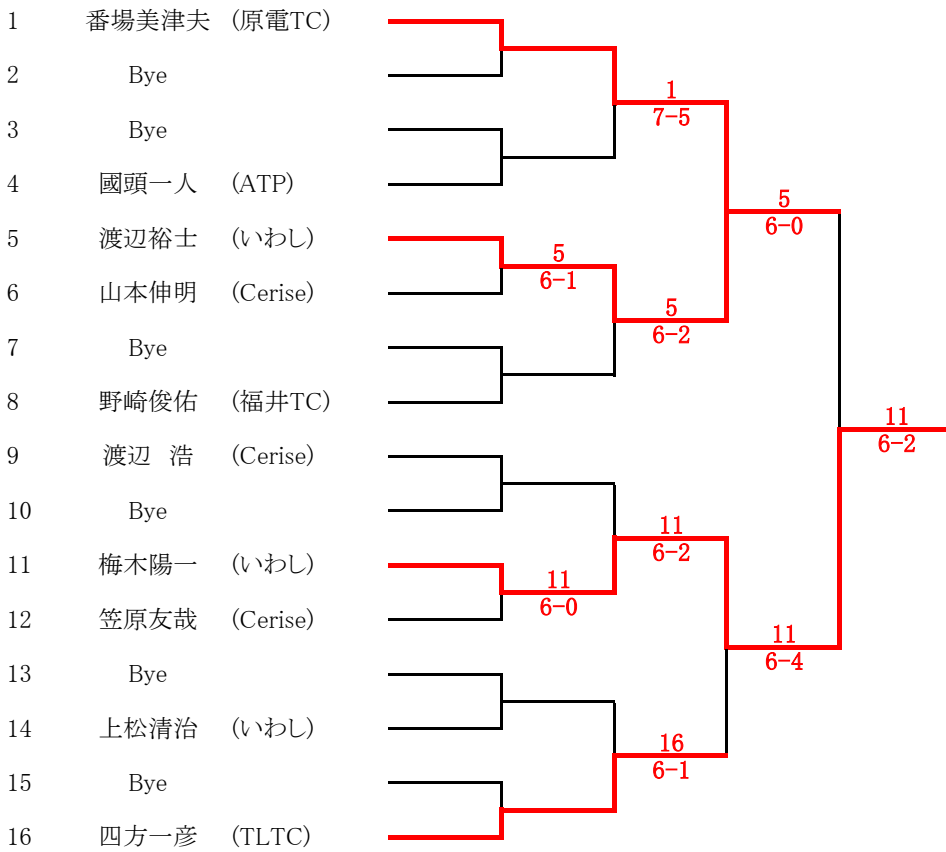 1 番場美津夫 (原電TC)
2 Bye
1
7-5
3 Bye
4 國頭一人 (ATP)
5
6-0
5 渡辺裕士 (いわし)
5
6-1
6 山本伸明 (Cerise)
5
6-2
7 Bye
8 野崎俊佑 (福井TC)
11
6-2
9 渡辺 浩 (Cerise)
10 Bye
11
6-2
11 梅木陽一 (いわし)
11
6-0
12 笠原友哉 (Cerise)
11
6-4
13 Bye
14 上松清治 (いわし)
16
6-1
15 Bye
16 四方一彦 (TLTC)